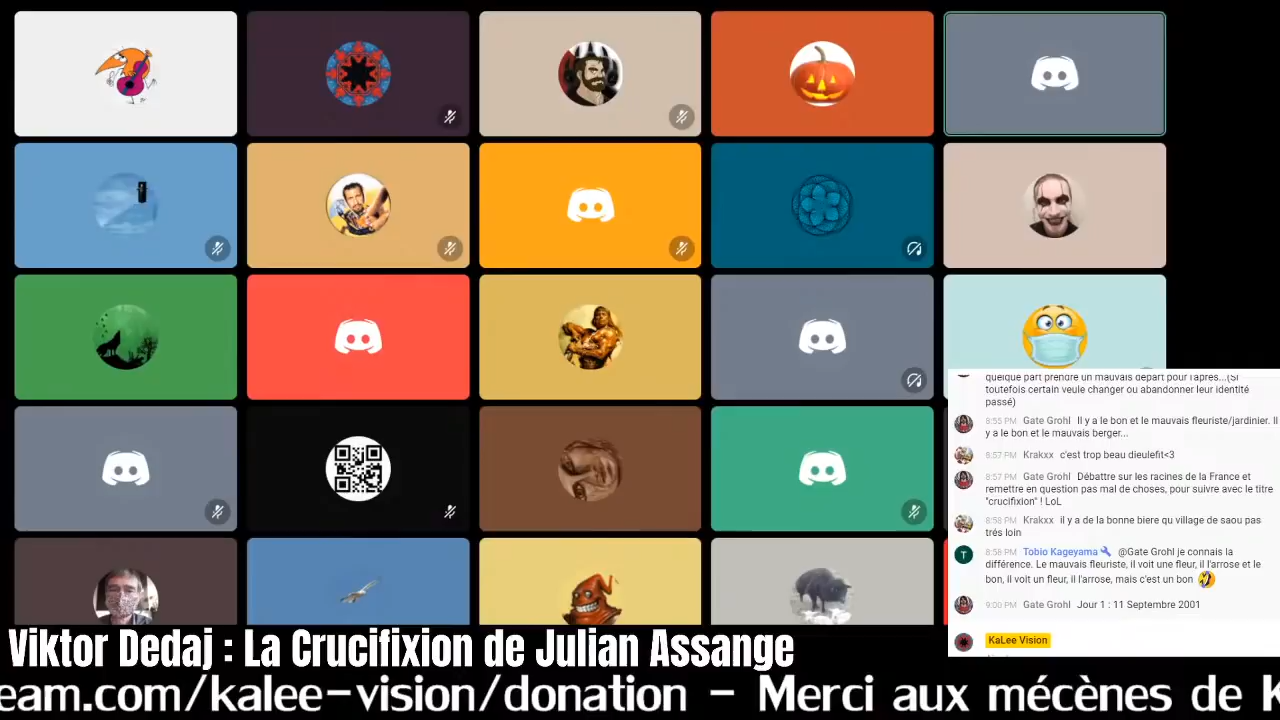 quelque part prendre un mauvais départ pour l'après...(Si
toutefois certain veule changer ou abandonner leur identité
passé)
8:55 PM Gate Grohl Il y a le bon et le mauvais fleuriste/jardinier. Il
y a le bon et le mauvais berger...
8:57 PM Krakxx c'est trop beau dieulefit<3
8:57 PM Gate Grohl Débattre sur les racines de la France et
remettre en question pas mal de choses, pour suivre avec le titre
"crucifixion" ! LoL
8:58 PM Krakxx il y a de la bonne biere qu village de saou pas
trés loin
T
8:58 PM Tobio Kageyama @Gate Grohl je connais la
différence. Le mauvais fleuriste, il voit une fleur, il l'arrose et le
bon, il voit un fleur, il l'arrose, mais c'est un bon 🤣
9:00 PM Gate Grohl Jour 1 : 11 Septembre 2001
KaLee Vision
Viktor Dedaj : La Crucifixion de Julian Assange
eam.com/kalee-vision/donation - Merci aux mécènes de K